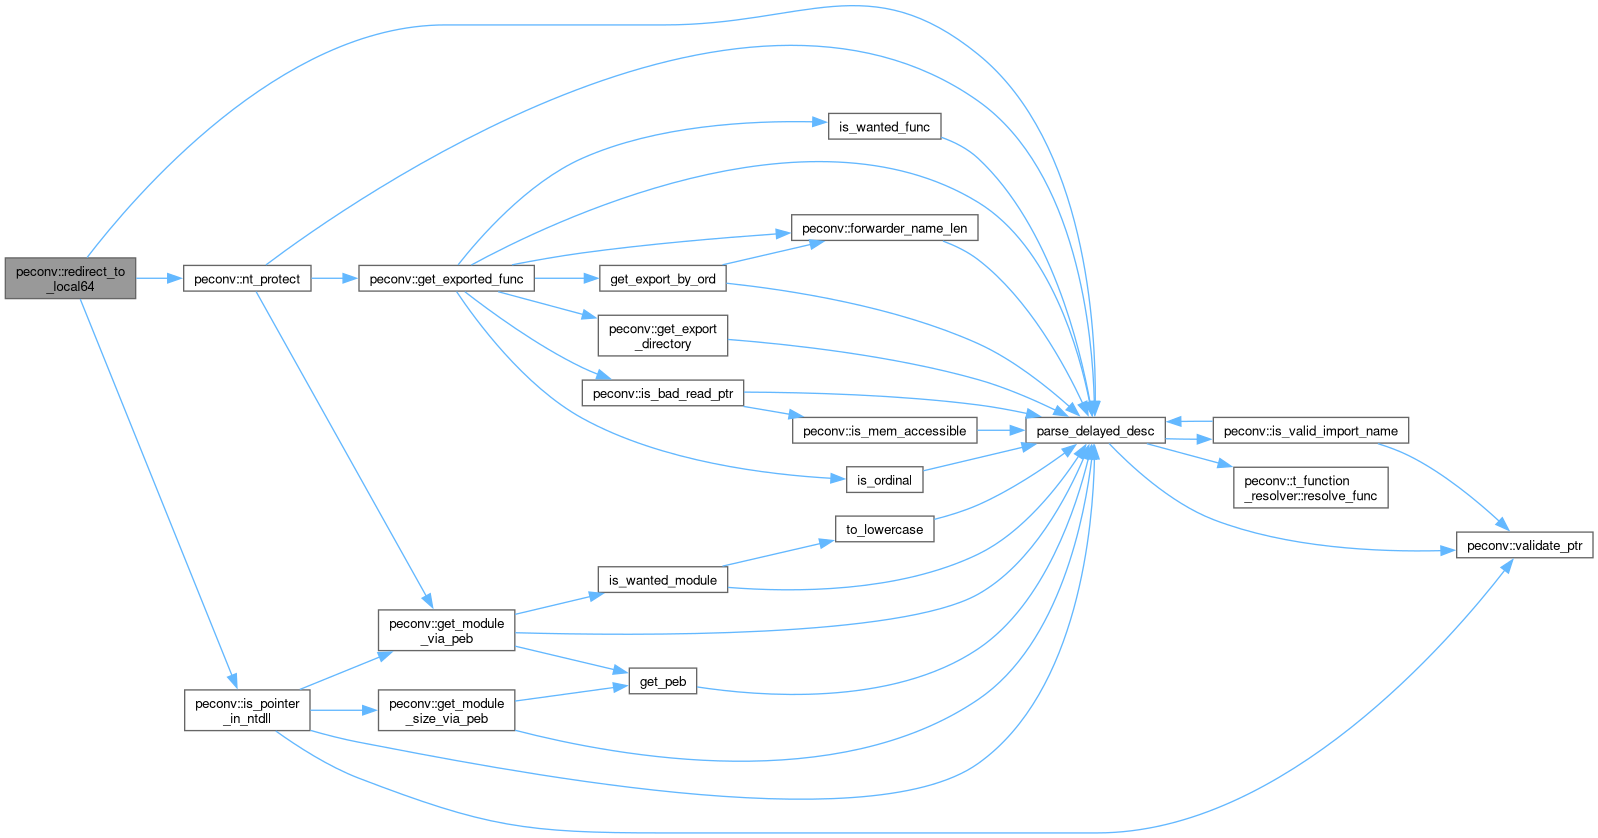 peconv::redirect_to
_local64
peconv::nt_protect
peconv::is_pointer
_in_ntdll
peconv::get_exported_func
peconv::get_module
_via_peb
peconv::get_module
_size_via_peb
is_wanted_func
peconv::forwarder_name_len
get_export_by_ord
peconv::get_export
_directory
peconv::is_bad_read_ptr
peconv::is_mem_accessible
is_ordinal
to_lowercase
is_wanted_module
get_peb
parse_delayed_desc
peconv::is_valid_import_name
peconv::t_function
_resolver::resolve_func
peconv::validate_ptr